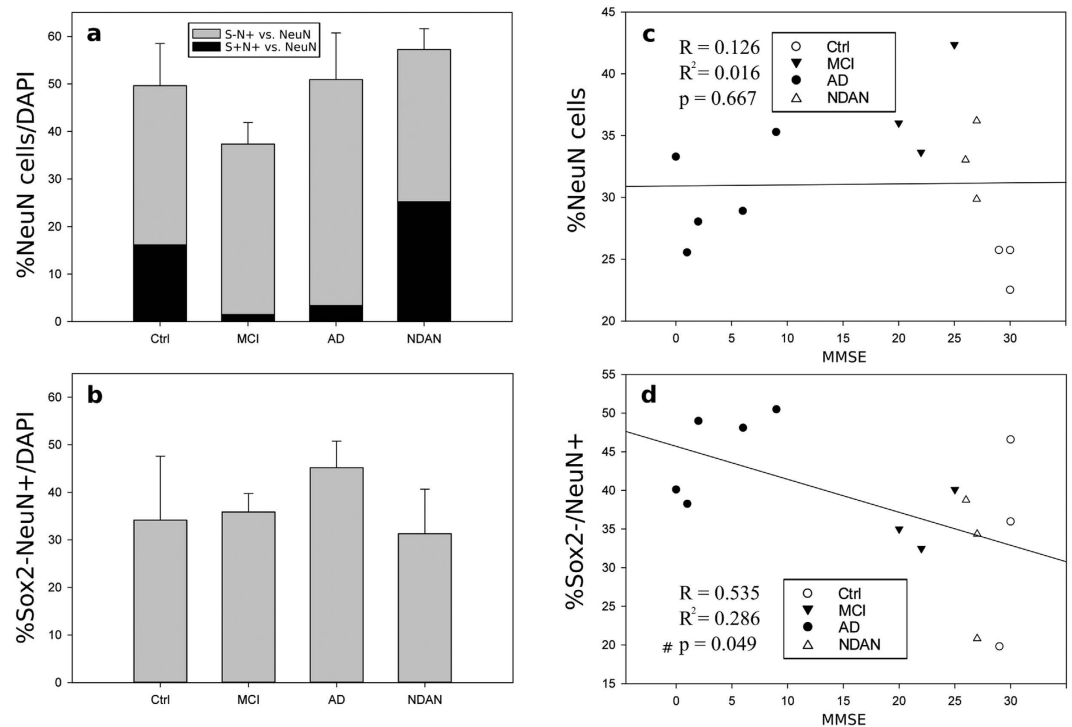 a
S-N+ vs. NeuN
S+N+ vs. NeuN
%NeuN cells/DAPI
60
50
40
30
20
10
0
Ctrl MCI AD NDAN
c
R = 0.126
R² = 0.016
p = 0.667
Ctrl
MCI
AD
NDAN
%NeuN cells
45
40
35
30
25
20
0 5 10 15 20 25 30
MMSE
b
%Sox2-NeuN+/DAPI
60
50
40
30
20
10
0
Ctrl MCI AD NDAN
d
%Sox2-/NeuN+
55
50
45
40
35
30
25
20
15
R = 0.535
R² = 0.286
# p = 0.049
Ctrl
MCI
AD
NDAN
0 5 10 15 20 25 30
MMSE